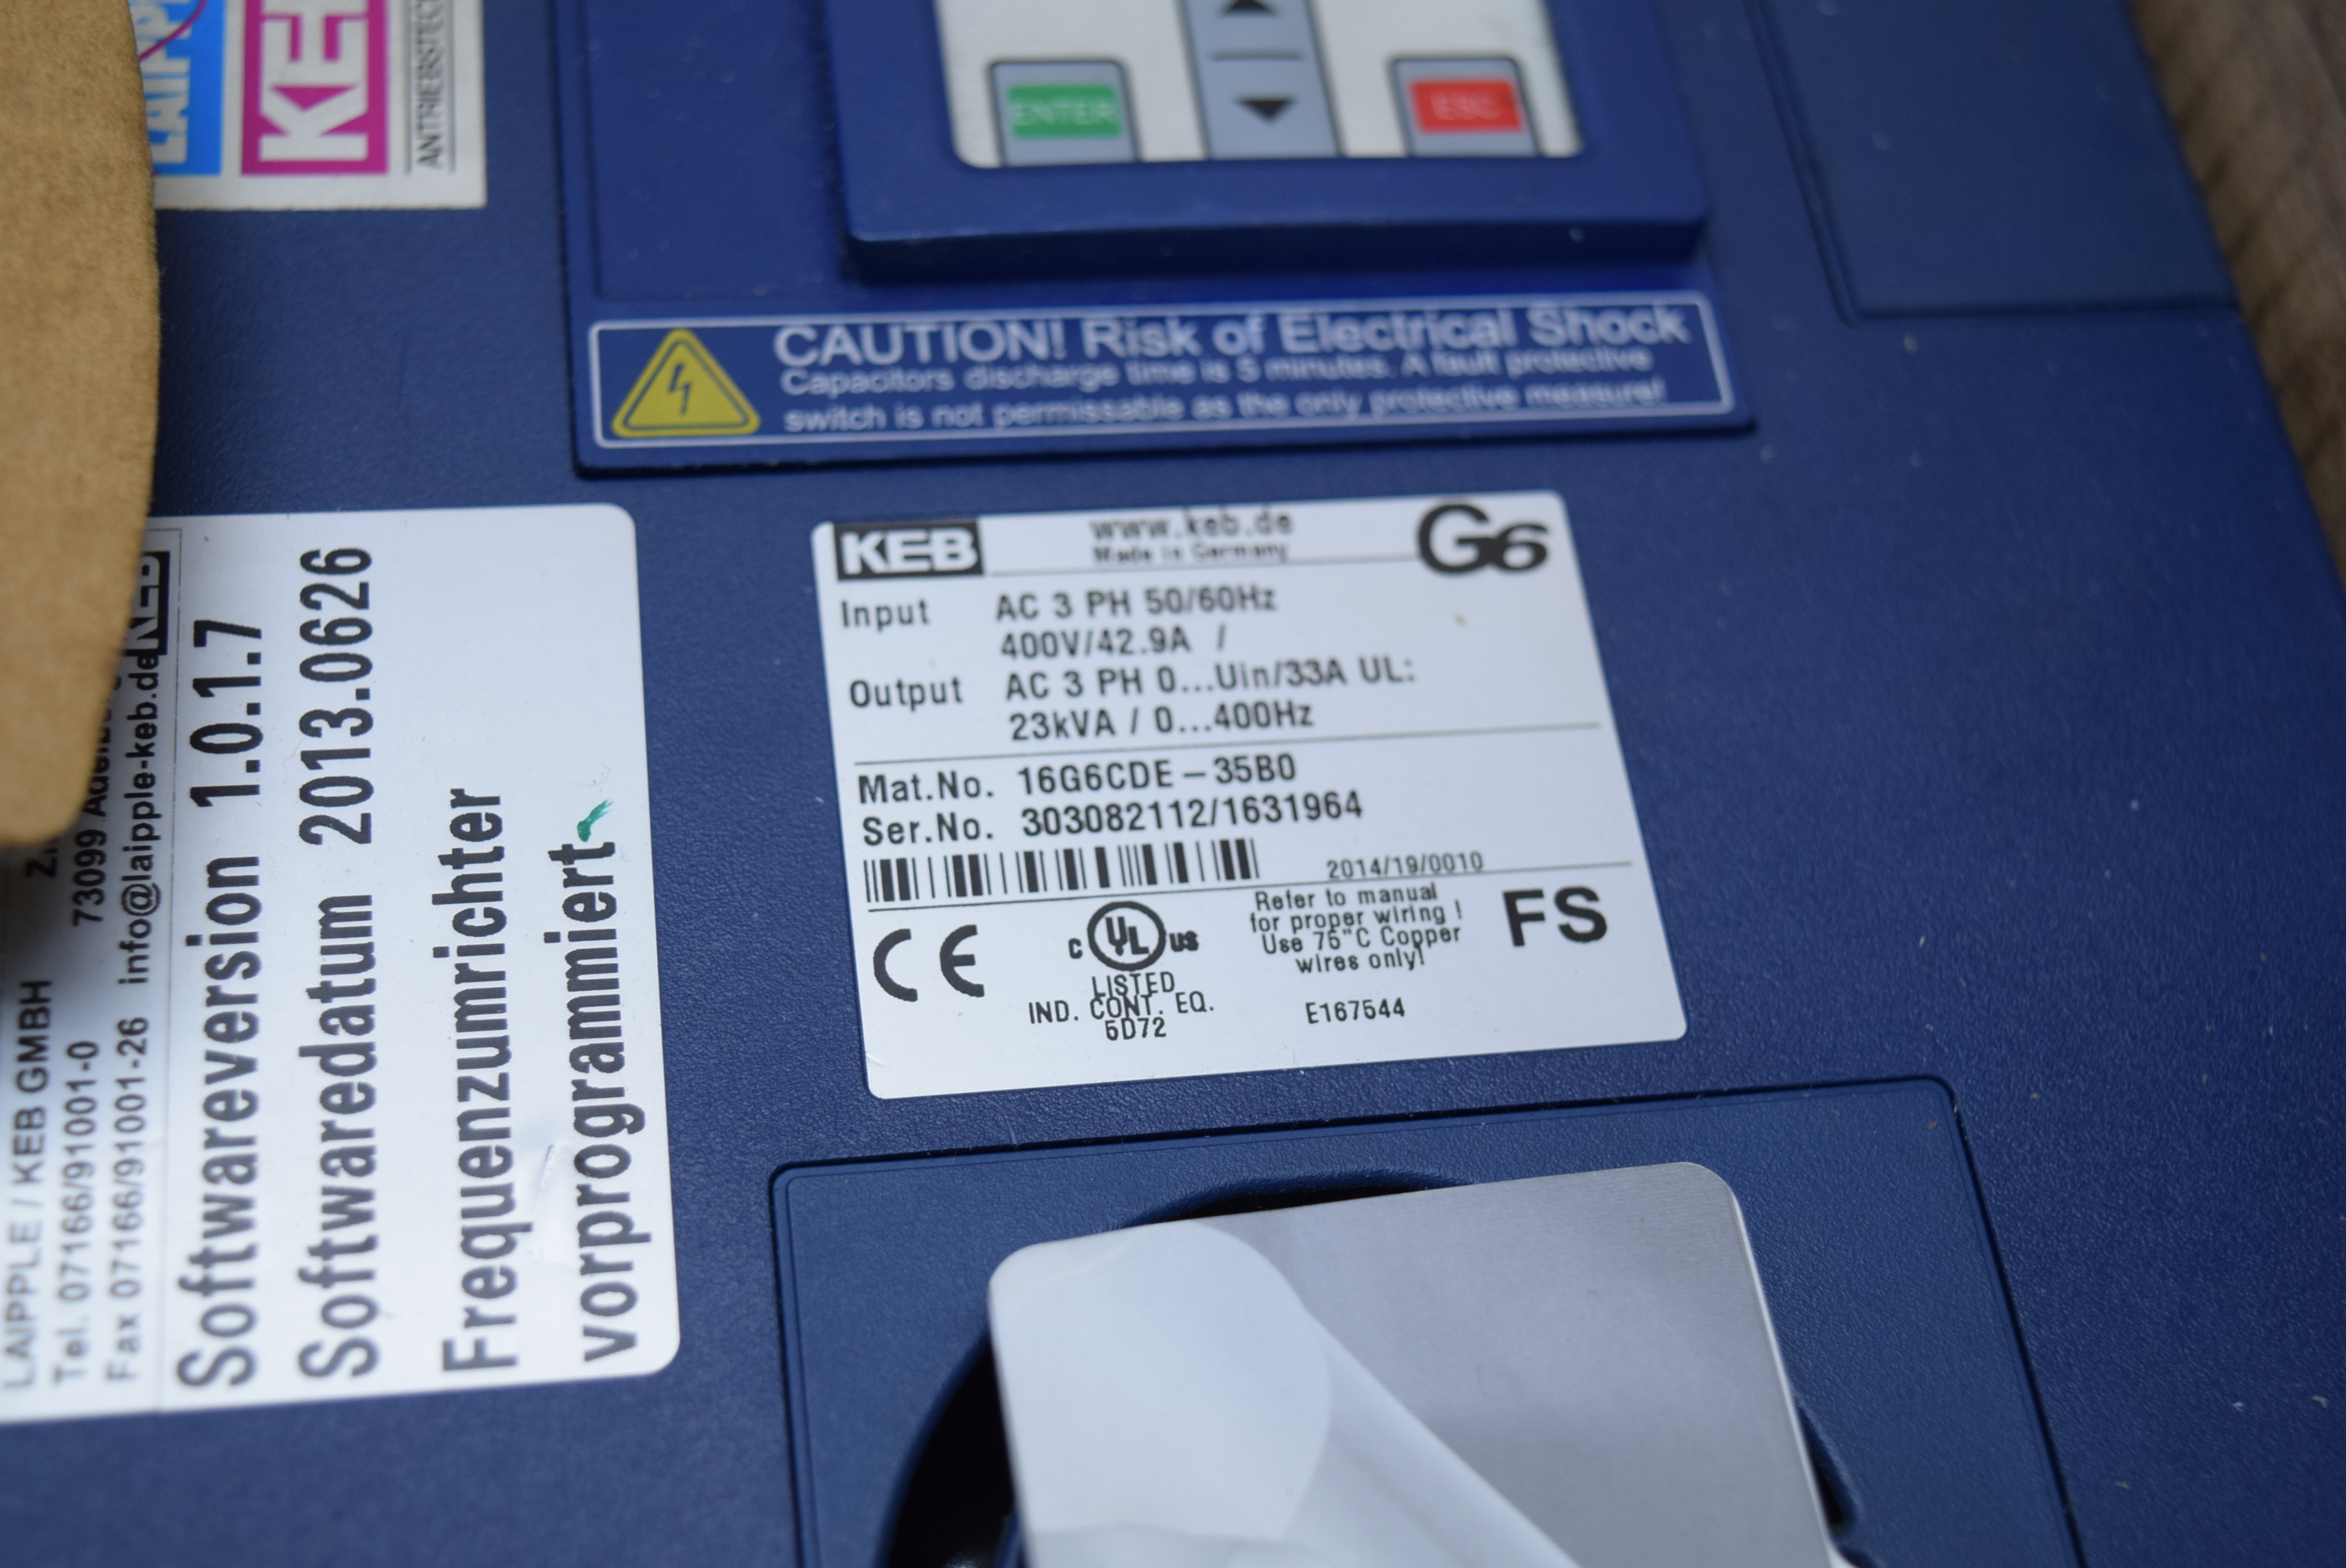 KEB
ANTRIEBSTEC
ENTER
ESC
CAUTION! Risk of Electrical Shock
Capacitors discharge time is 5 minutes. A fault protective
switch is not permissable as the only protective measure!
KEB www.keb.de G6
Made in Germany
Input AC 3 PH 50/60Hz
400V/42.9A /
Output AC 3 PH 0...Uin/33A UL:
23kVA / 0...400Hz
Mat.No. 16G6CDE-35B0
Ser.No. 303082112/1631964
2014/19/0010
CE
C UL US
LISTED
IND. CONT. EQ.
5D72
Refer to manual
for proper wiring !
Use 75"C Copper
wires only!
E167544
FS
LAIPPLE / KEB GMBH
Tel. 07166/91001-0 73099
Fax 07166/91001-26 info@laipple-keb.de
KEB
Softwareversion 1.0.1.7
Softwaredatum 2013.0626
Frequenzumrichter
vorprogrammiert